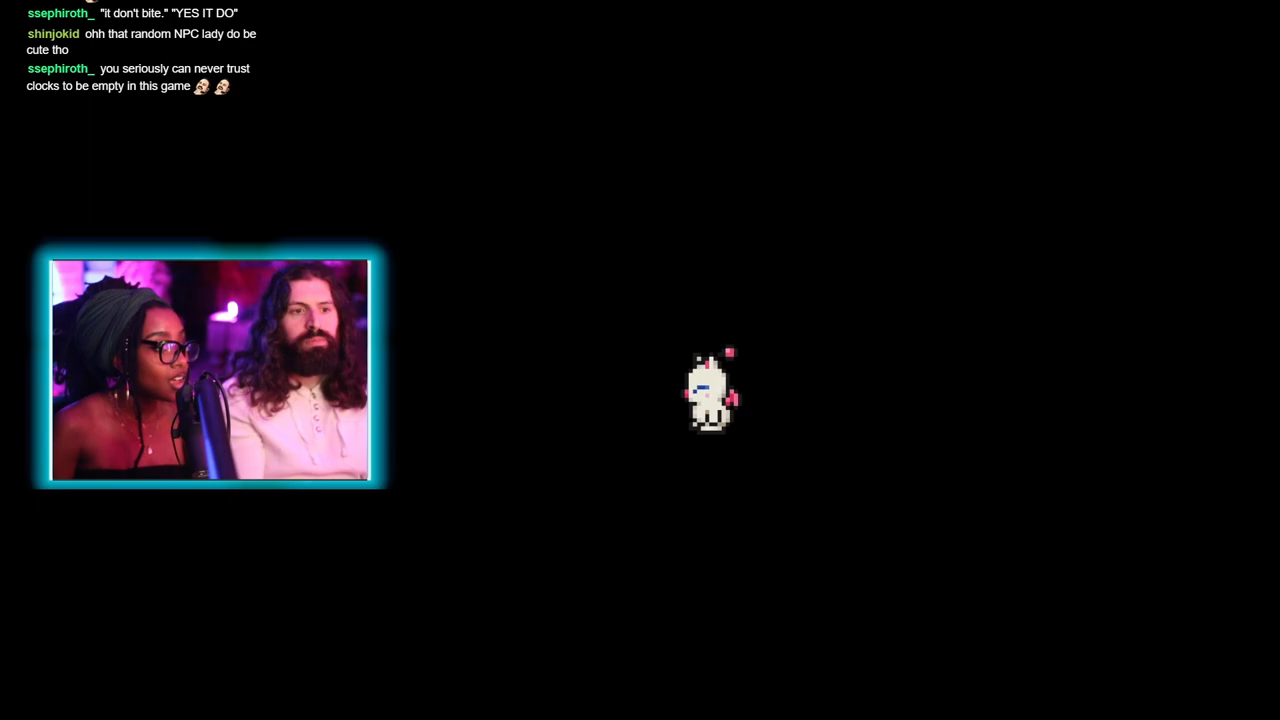 ssephiroth_ "it don't bite." "YES IT DO"
shinjokid ohh that random NPC lady do be
cute tho
ssephiroth_ you seriously can never trust
clocks to be empty in this game